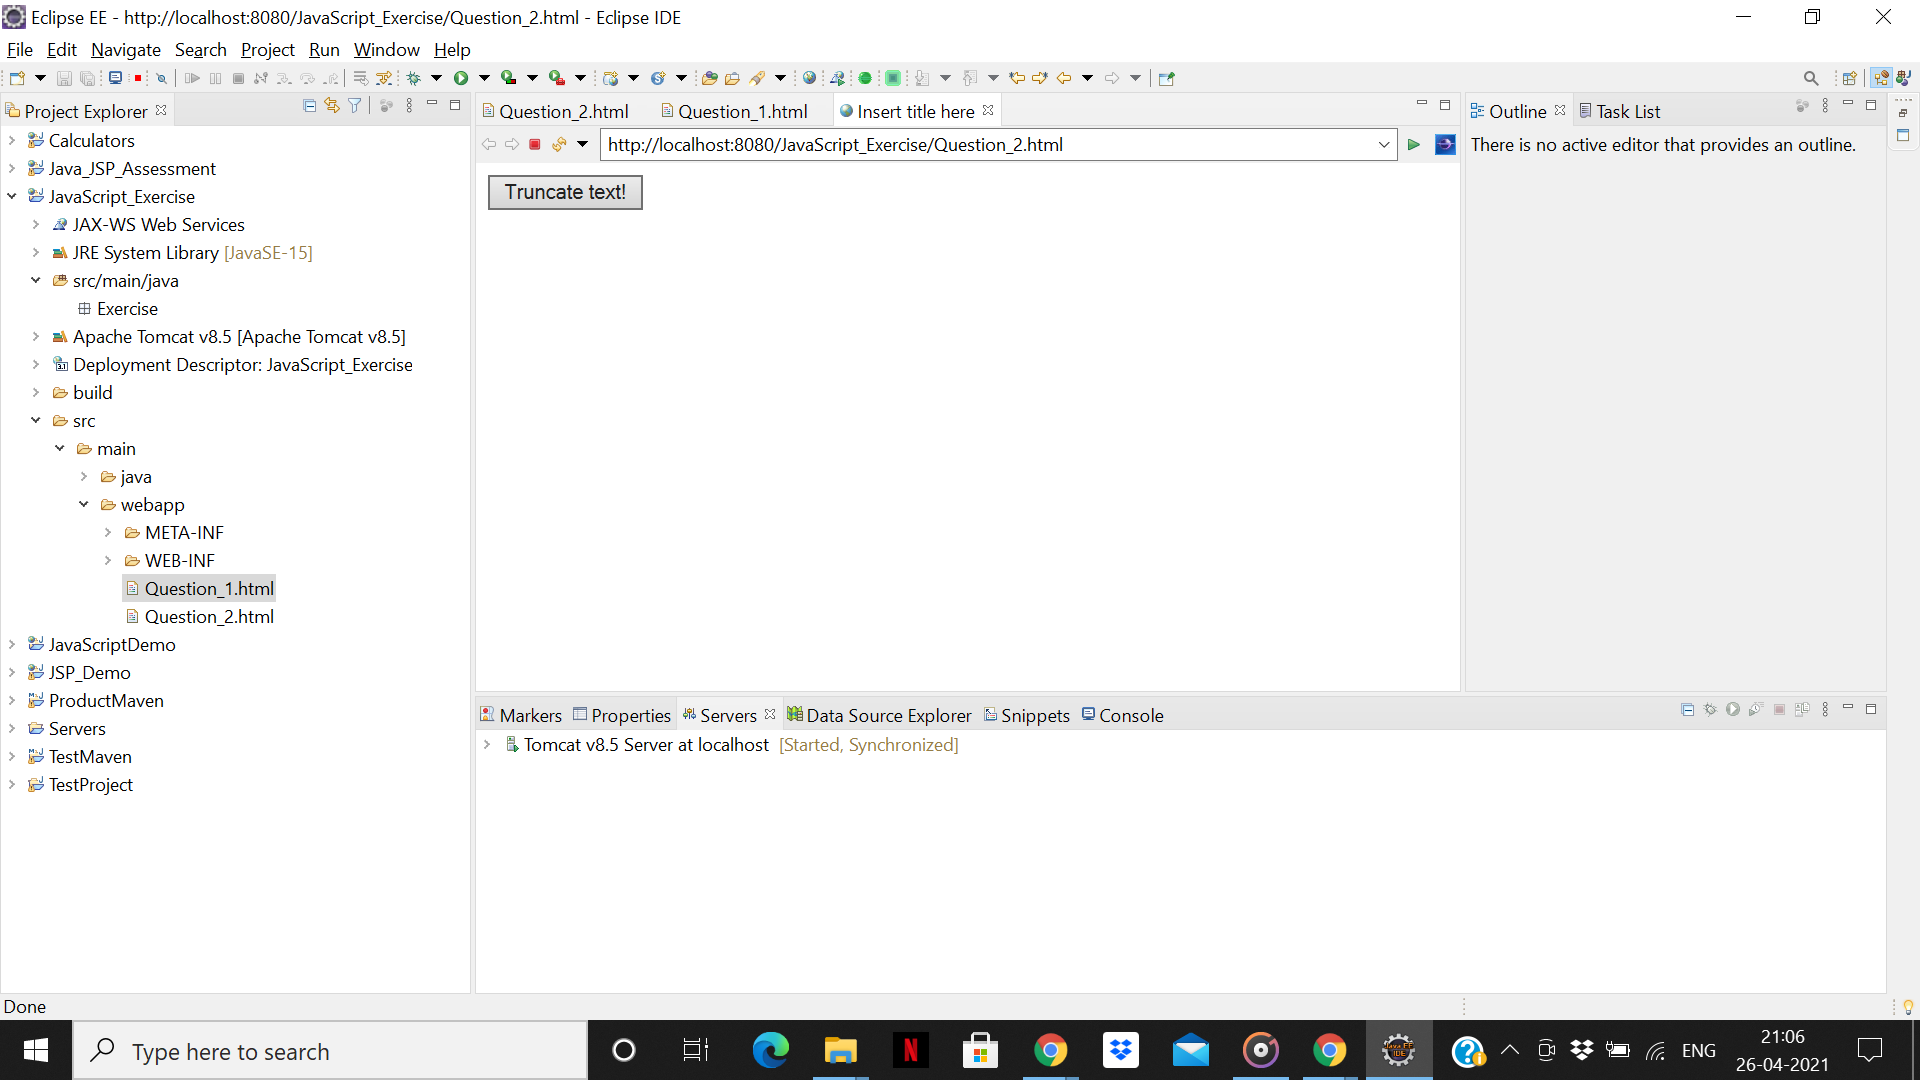 Eclipse EE - http://localhost:8080/JavaScript_Exercise/Question_2.html - Eclipse IDE
File Edit Navigate Search Project Run Window Help
Project Explorer
Calculators
Java_JSP_Assessment
JavaScript_Exercise
JAX-WS Web Services
JRE System Library [JavaSE-15]
src/main/java
Exercise
Apache Tomcat v8.5 [Apache Tomcat v8.5]
Deployment Descriptor: JavaScript_Exercise
build
src
main
java
webapp
META-INF
WEB-INF
Question_1.html
Question_2.html
JavaScriptDemo
JSP_Demo
ProductMaven
Servers
TestMaven
TestProject
Question_2.html Question_1.html Insert title here
http://localhost:8080/JavaScript_Exercise/Question_2.html
Truncate text!
Outline Task List
There is no active editor that provides an outline.
Markers Properties Servers Data Source Explorer Snippets Console
Tomcat v8.5 Server at localhost [Started, Synchronized]
Done
Type here to search
N
Java EE
IDE
ENG
21:06
26-04-2021